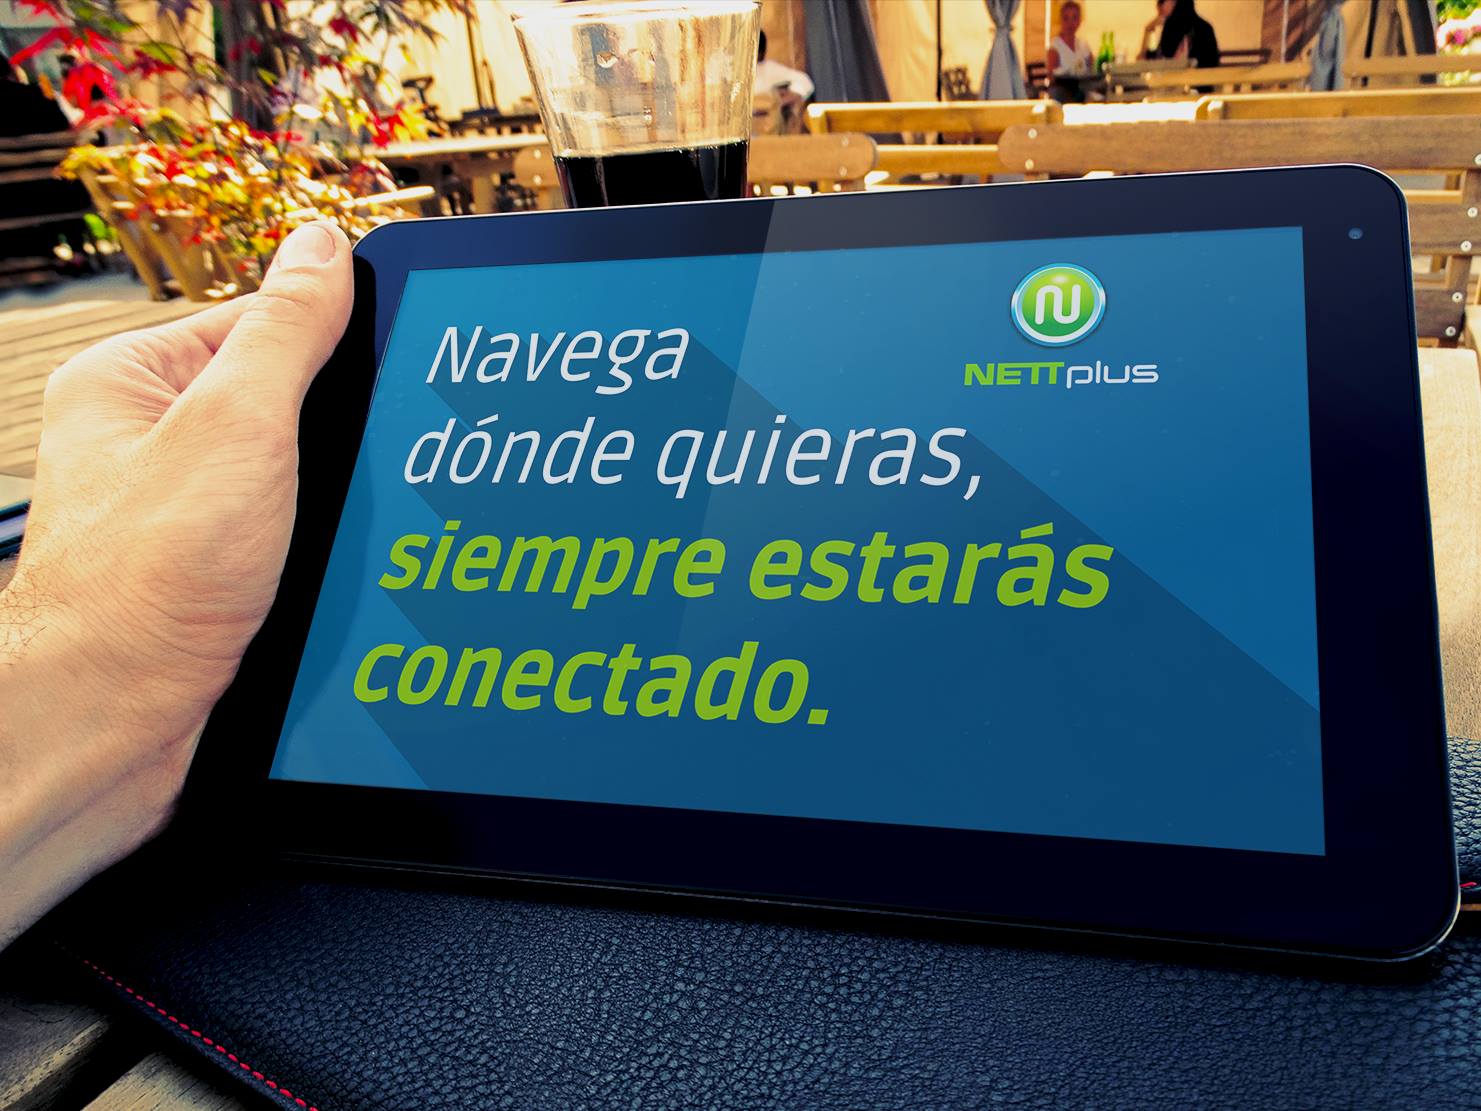 N
NETTplus
Navega
dónde quieras,
siempre estarás
conectado.